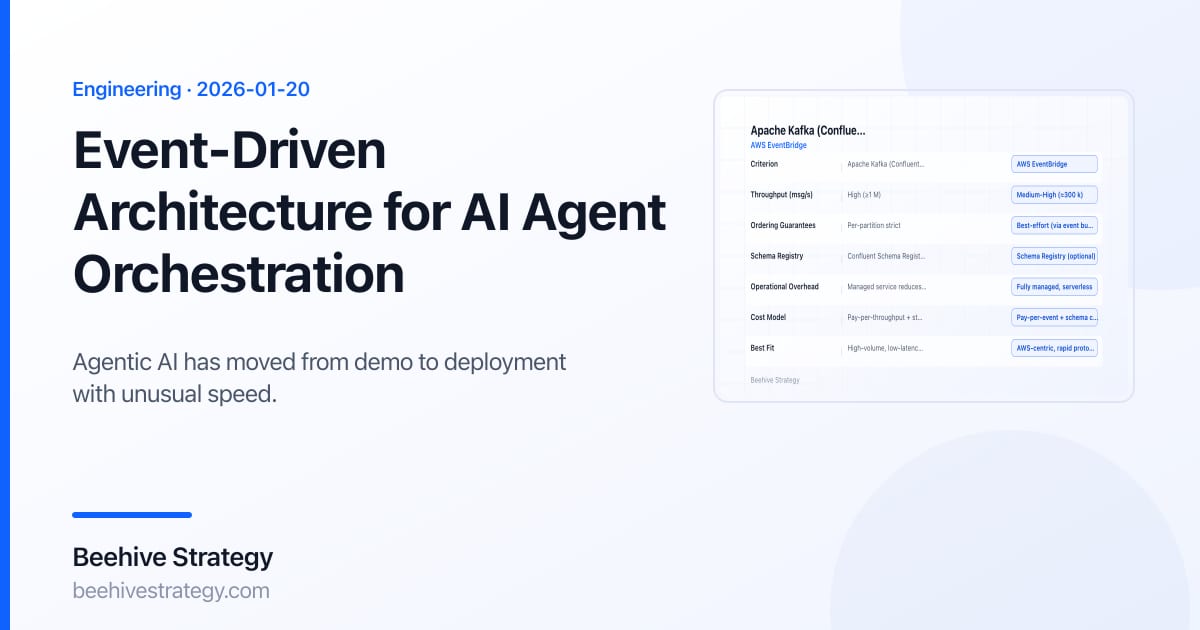 Engineering · 2026-01-20
Event-Driven
Architecture for AI Agent
Orchestration
Agentic AI has moved from demo to deployment
with unusual speed.
Beehive Strategy
beehivestrategy.com
Apache Kafka (Conflue...
AWS EventBridge
Criterion Apache Kafka (Confluent... AWS EventBridge
Throughput (msg/s) High (≥1 M) Medium-High (≈300 k)
Ordering Guarantees Per-partition strict Best-effort (via event bu...
Schema Registry Confluent Schema Regist... Schema Registry (optional)
Operational Overhead Managed service reduces... Fully managed, serverless
Cost Model Pay-per-throughput + st... Pay-per-event + schema c...
Best Fit High-volume, low-latenc... AWS-centric, rapid proto...
Beehive Strategy